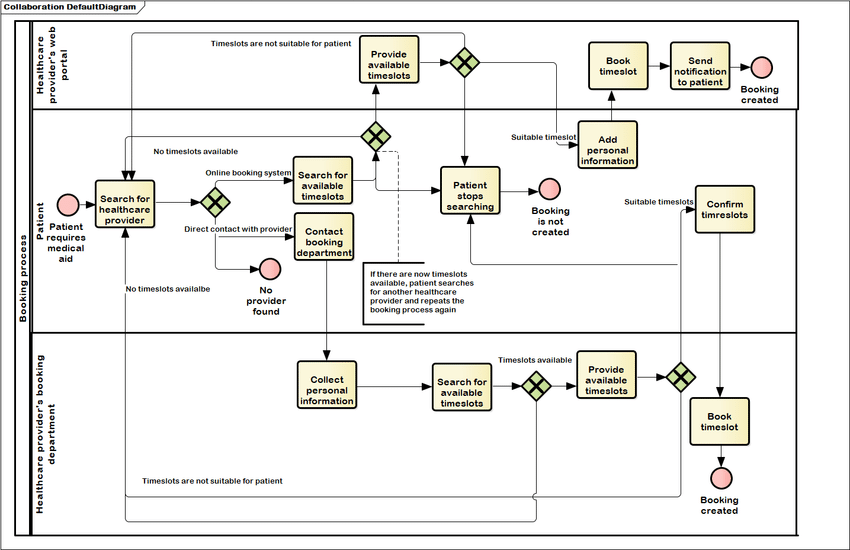 Collaboration DefaultDiagram
Booking process
Healthcare
provider's web
portal
Timeslots are not suitable for patient
Provide
available
timeslots
Book
timeslot
Send
notification
to patient
Booking
created
Patient
No timeslots available
Online booking system
Search for
available
timeslots
Suitable timeslot
Add
personal
information
Search for
healthcare
provider
Patient
requires
medical
aid
Direct contact with provider
Contact
booking
department
Patient
stops
searching
Booking
is not
created
Suitable timeslots
Confirm
timreslots
No
provider
found
No timeslots availalbe
If there are now timeslots
available, patient searches
for another healthcare
provider and repeats the
booking process again
Healthcare provider's booking
department
Collect
personal
information
Search for
available
timeslots
Timeslots available
Provide
available
timeslots
Book
timeslot
Timeslots are not suitable for patient
Booking
created